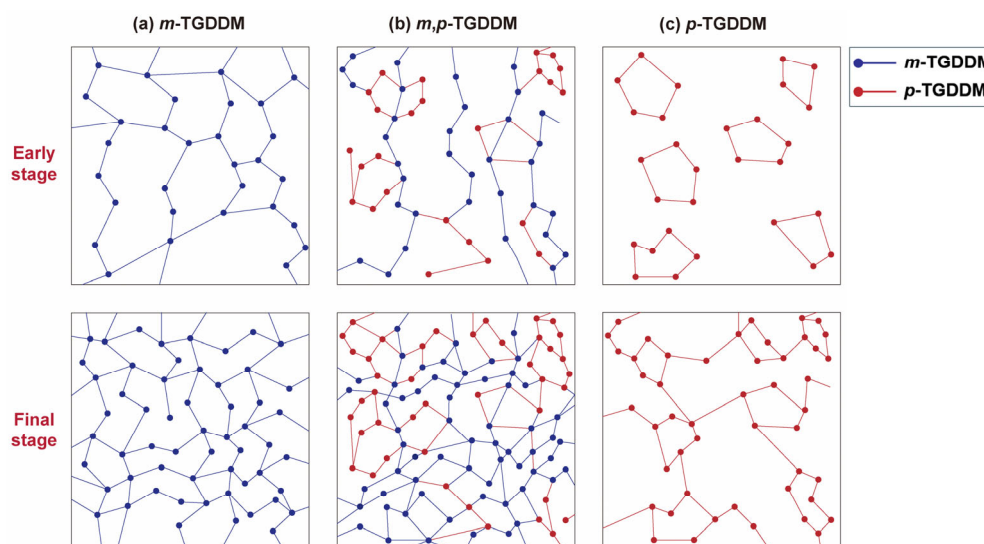 (a) m-TGDDM
(b) m,p-TGDDM
(c) p-TGDDM
m-TGDDM
p-TGDDM
Early
stage
Final
stage